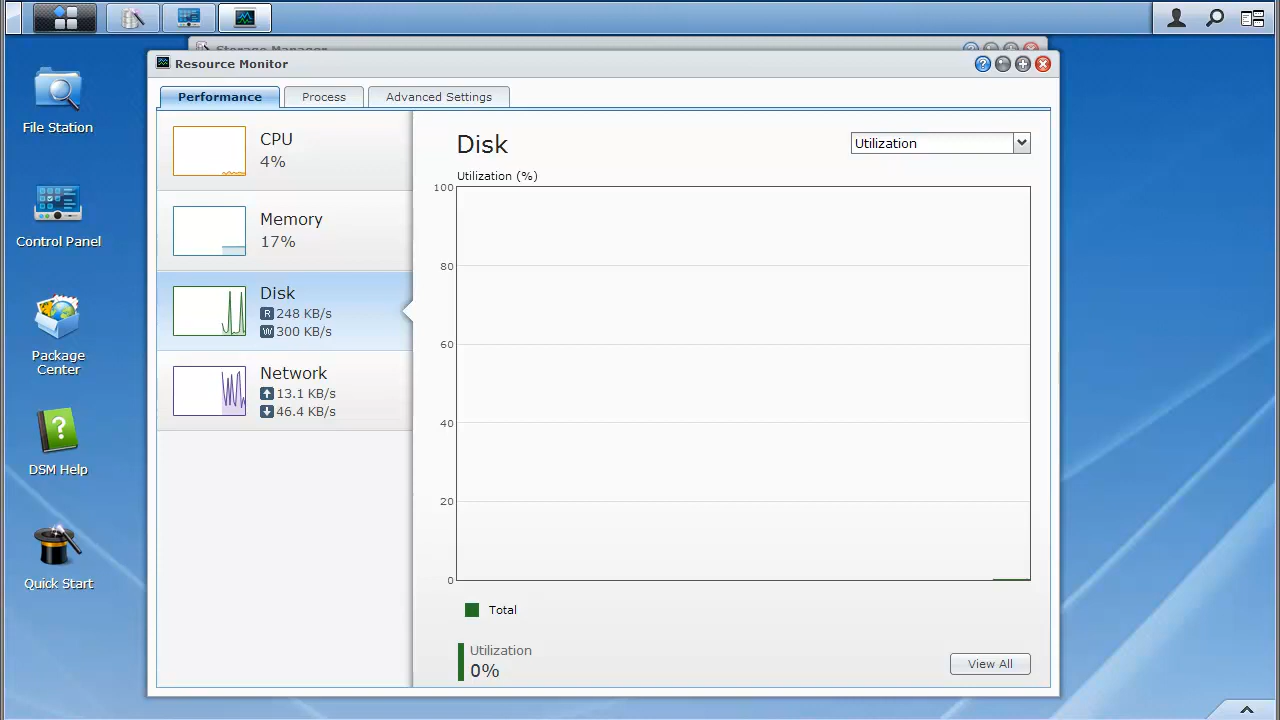 Storage Manager
Resource Monitor
Performance
Process
Advanced Settings
File Station
Control Panel
Package
Center
DSM Help
Quick Start
CPU
4%
Memory
17%
Disk
R 248 KB/s
W 300 KB/s
Network
13.1 KB/s
46.4 KB/s
Disk
Utilization
Utilization (%)
100
80
60
40
20
0
Total
Utilization
0%
View All